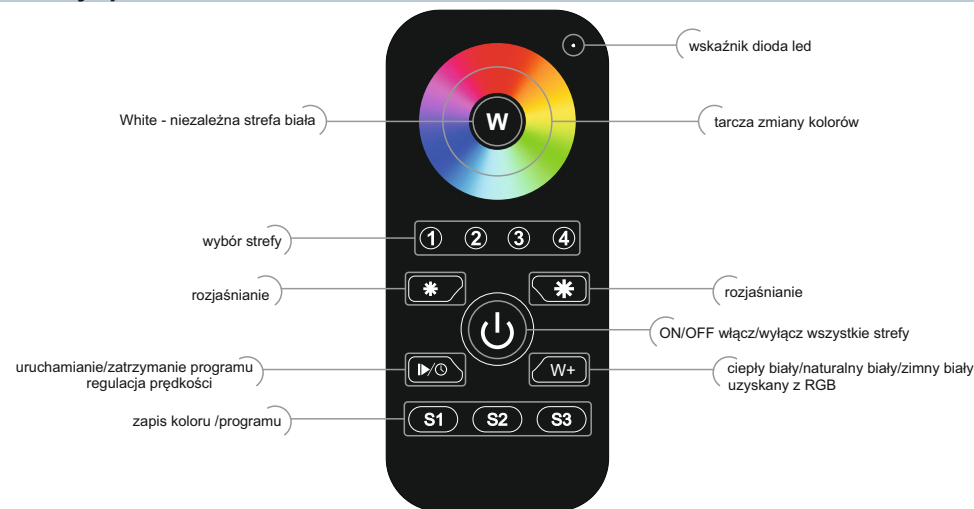 wskaźnik dioda led
White - niezależna strefa biała
W
tarcza zmiany kolorów
wybór strefy
1 2 3 4
rozjaśnianie
rozjaśnianie
ON/OFF włącz/wyłącz wszystkie strefy
uruchamianie/zatrzymanie programu
regulacja prędkości
W+
ciepły biały/naturalny biały/zimny biały
uzyskany z RGB
zapis koloru /programu
S1 S2 S3